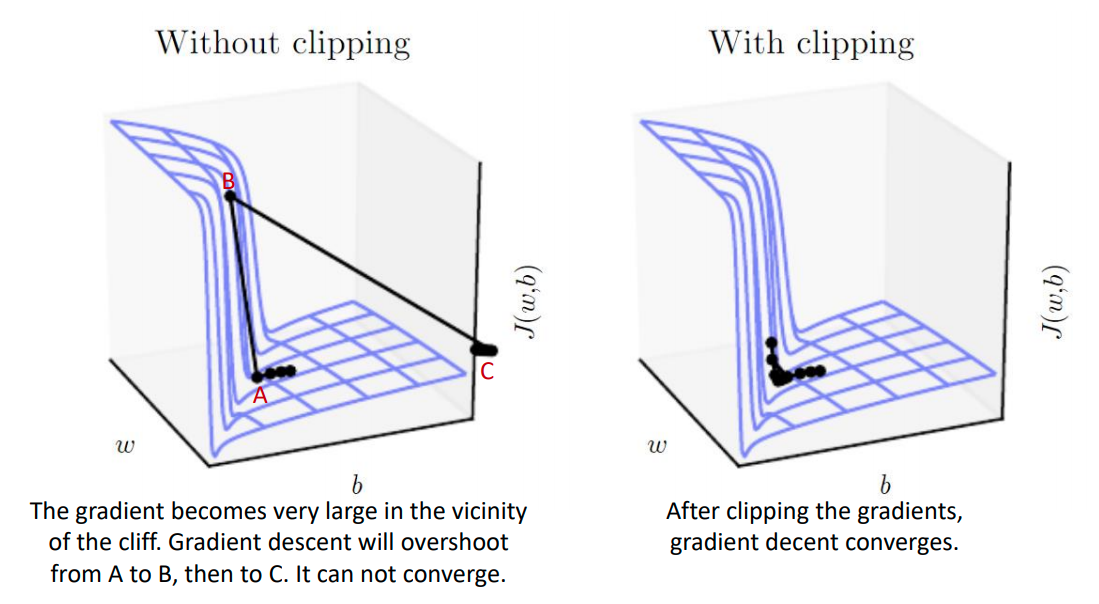 Without clipping
With clipping
B
A
C
J(w,b)
w
b
J(w,b)
w
b
The gradient becomes very large in the vicinity
of the cliff. Gradient descent will overshoot
from A to B, then to C. It can not converge.
After clipping the gradients,
gradient decent converges.